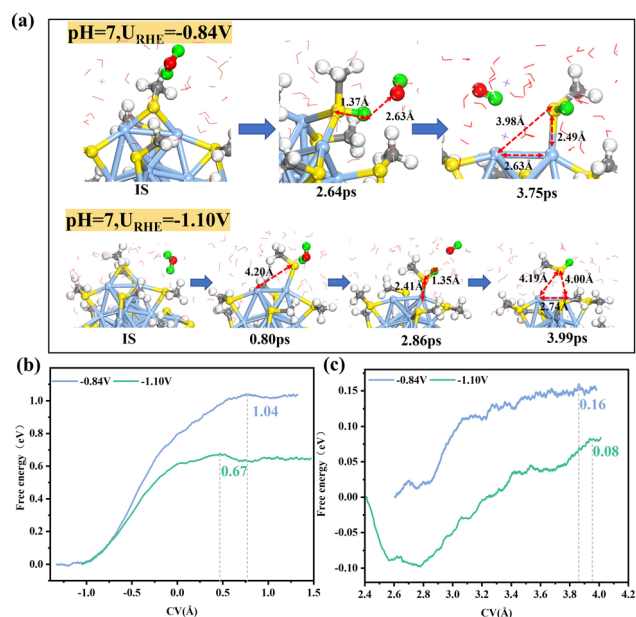 (a)
pH=7,U_RHE=-0.84V
1.37Å
2.63Å
3.98Å
2.49Å
2.63Å
IS
2.64ps
3.75ps
pH=7,U_RHE=-1.10V
4.20Å
2.41Å
1.35Å
4.19Å
4.00Å
2.74Å
IS
0.80ps
2.86ps
3.99ps
(b)
-0.84V
-1.10V
1.04
0.67
Free energy（eV）
1.0
0.8
0.6
0.4
0.2
0.0
-1.0
-0.5
0.0
0.5
1.0
1.5
CV(Å)
(c)
-0.84V
-1.10V
0.16
0.08
Free energy（eV）
0.15
0.10
0.05
0.00
-0.05
-0.10
2.4
2.6
2.8
3.0
3.2
3.4
3.6
3.8
4.0
4.2
CV(Å)